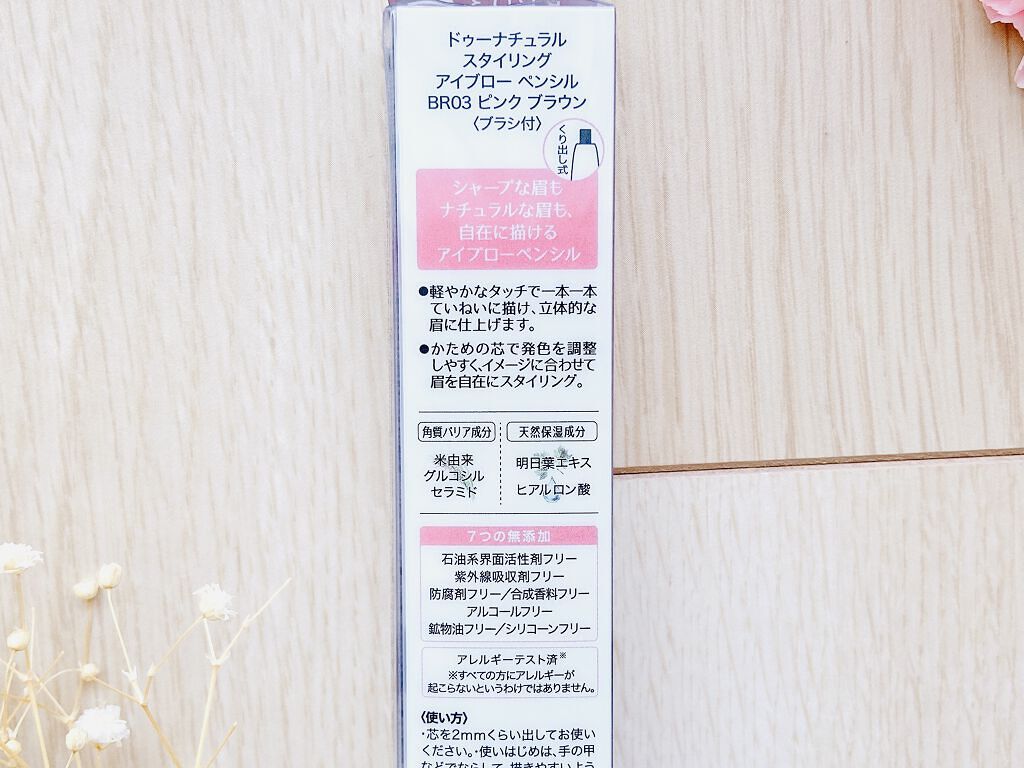 ドゥーナチュラル
スタイリング
アイブロー ペンシル
BR03 ピンク ブラウン
〈ブラシ付〉
くり出し式
シャープな眉も
ナチュラルな眉も、
自在に描ける
アイブローペンシル
●軽やかなタッチで一本一本
ていねいに描け、立体的な
眉に仕上げます。
●かための芯で発色を調整
しやすく、イメージに合わせて
眉を自在にスタイリング。
角質バリア成分
米由来
グルコシル
セラミド
天然保湿成分
明日葉エキス
ヒアルロン酸
7つの無添加
石油系界面活性剤フリー
紫外線吸収剤フリー
防腐剤フリー/合成香料フリー
アルコールフリー
鉱物油フリー/シリコーンフリー
アレルギーテスト済※
※すべての方にアレルギーが
起こらないというわけではありません。
〈使い方〉
・芯を2mmくらい出してお使い
ください。・使いはじめは、手の甲
などでならして、描きやすいよう